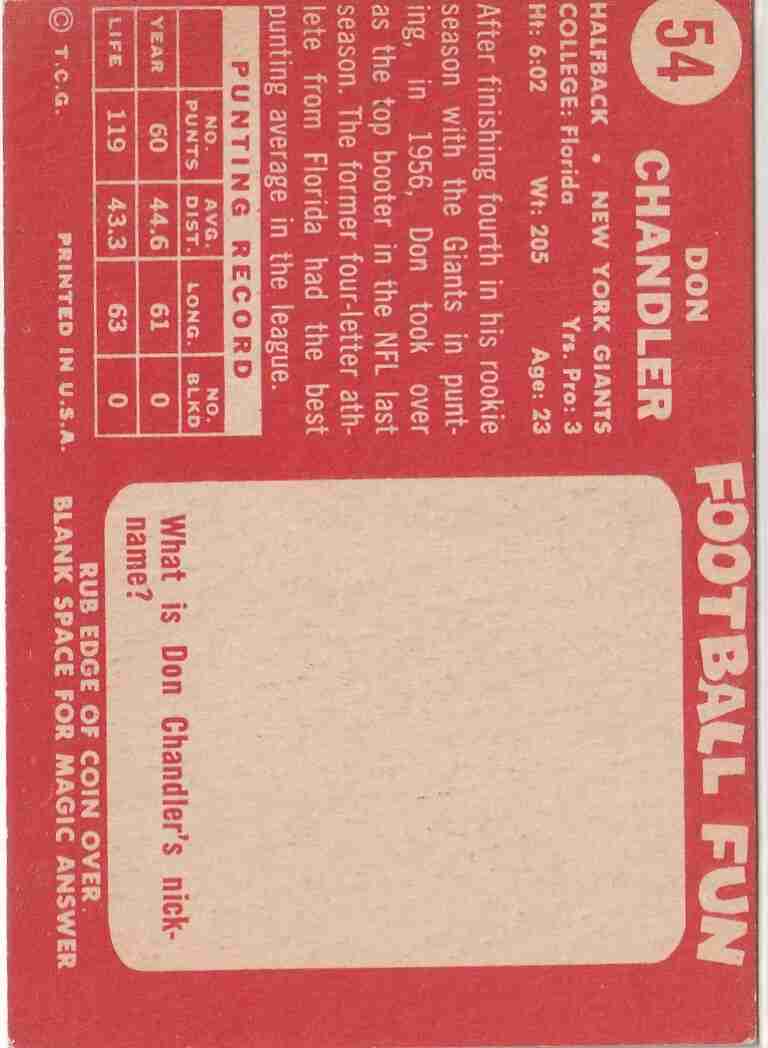 54
DON
CHANDLER
HALFBACK • NEW YORK GIANTS
COLLEGE: Florida Yrs. Pro: 3
Ht: 6:02 Wt: 205 Age: 23
After finishing fourth in his rookie
season with the Giants in punt-
ing, in 1956, Don took over
as the top booter in the NFL last
season. The former four-letter ath-
lete from Florida had the best
punting average in the league.
PUNTING RECORD
NO. PUNTS AVG. DIST. LONG. NO. BLKD
YEAR 60 44.6 61 0
LIFE 119 43.3 63 0
© T.C.G. PRINTED IN U.S.A.
FOOTBALL FUN
What is Don Chandler's nick-
name?
RUB EDGE OF COIN OVER
BLANK SPACE FOR MAGIC ANSWER